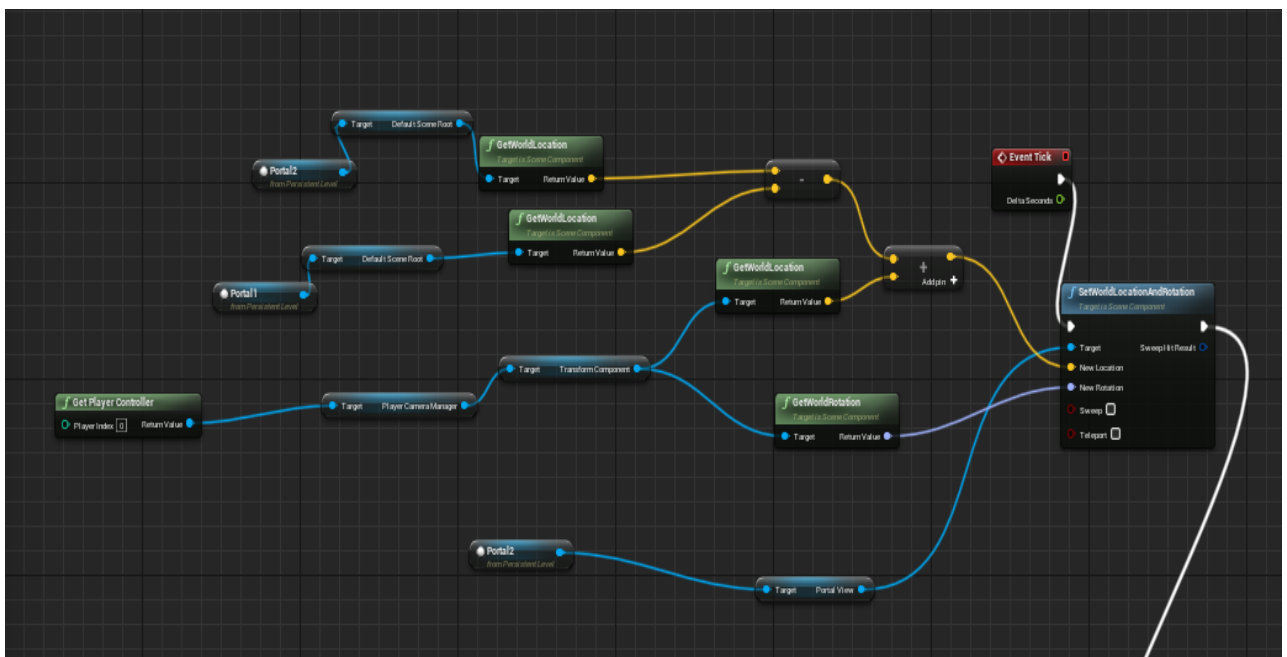 Target Default Scene Root
f GetWorldLocation
Target is Scene Component
Target Return Value
Portal2
from Persistent Level
-
Event Tick
Delta Seconds
f GetWorldLocation
Target is Scene Component
Target Return Value
Target Default Scene Root
Portal1
from Persistent Level
f GetWorldLocation
Target is Scene Component
Target Return Value
+
Add pin +
f SetWorldLocationAndRotation
Target is Scene Component
Target Sweep Hit Result
New Location
New Rotation
Sweep
Teleport
Target Transform Component
f Get Player Controller
Player Index 0 Return Value
Target Player Camera Manager
f GetWorldRotation
Target is Scene Component
Target Return Value
Portal2
from Persistent Level
Target Portal View